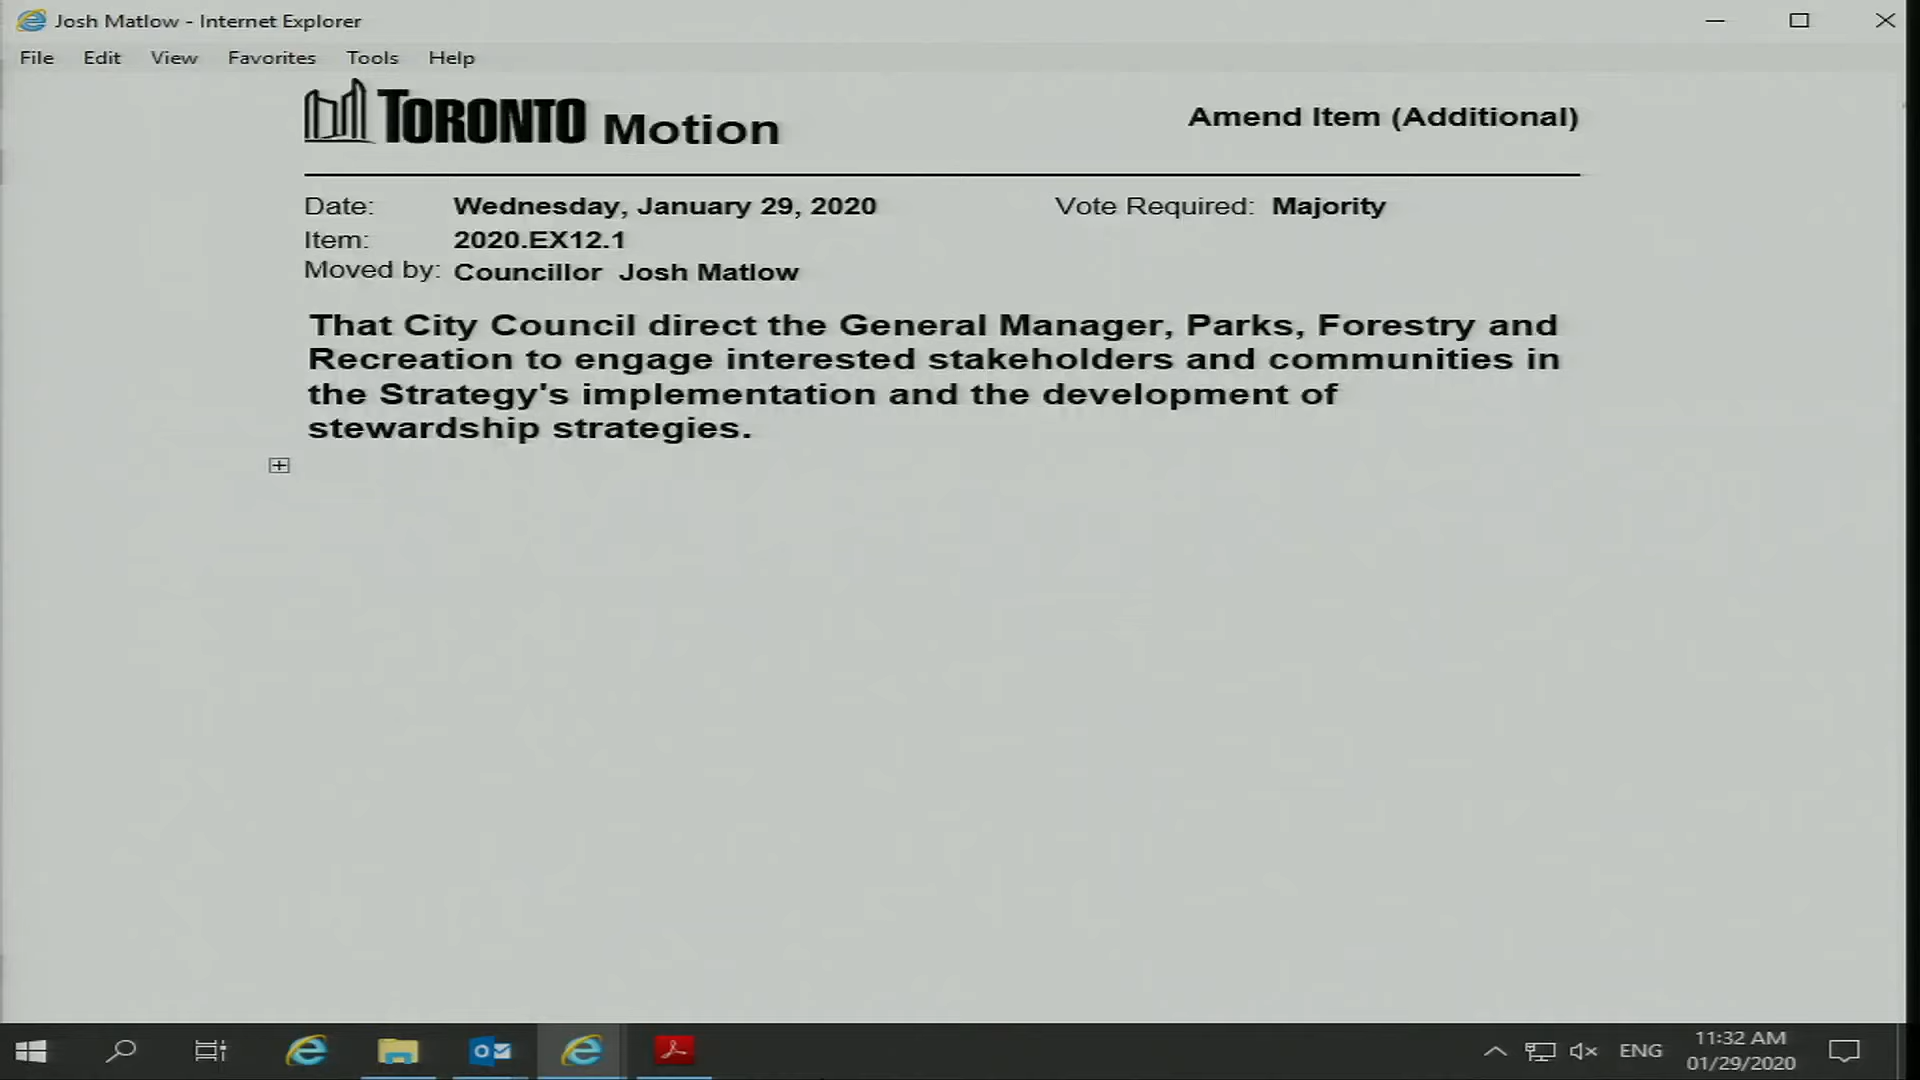 Josh Matlow - Internet Explorer
File Edit View Favorites Tools Help
TORONTO Motion
Amend Item (Additional)
Date: Wednesday, January 29, 2020 Vote Required: Majority
Item: 2020.EX12.1
Moved by: Councillor Josh Matlow
That City Council direct the General Manager, Parks, Forestry and
Recreation to engage interested stakeholders and communities in
the Strategy's implementation and the development of
stewardship strategies.
ENG
11:32 AM
01/29/2020